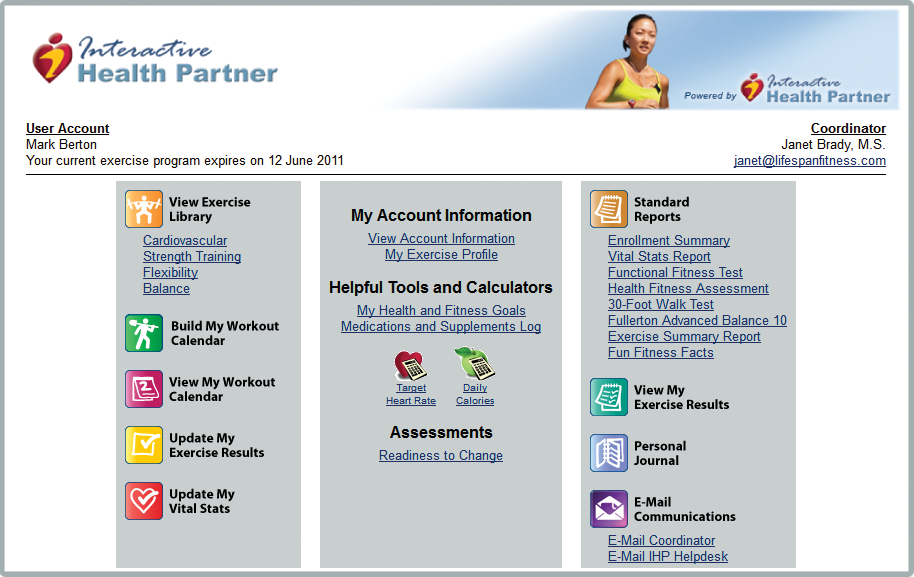 Interactive
Health Partner
Powered by Interactive
Health Partner
User Account
Mark Berton
Your current exercise program expires on 12 June 2011
Coordinator
Janet Brady, M.S.
janet@lifespanfitness.com
View Exercise
Library
Cardiovascular
Strength Training
Flexibility
Balance
Build My Workout
Calendar
2
View My Workout
Calendar
Update My
Exercise Results
Update My
Vital Stats
My Account Information
View Account Information
My Exercise Profile
Helpful Tools and Calculators
My Health and Fitness Goals
Medications and Supplements Log
Target
Heart Rate
Daily
Calories
Assessments
Readiness to Change
Standard
Reports
Enrollment Summary
Vital Stats Report
Functional Fitness Test
Health Fitness Assessment
30-Foot Walk Test
Fullerton Advanced Balance 10
Exercise Summary Report
Fun Fitness Facts
View My
Exercise Results
Personal
Journal
E-Mail
Communications
E-Mail Coordinator
E-Mail IHP Helpdesk